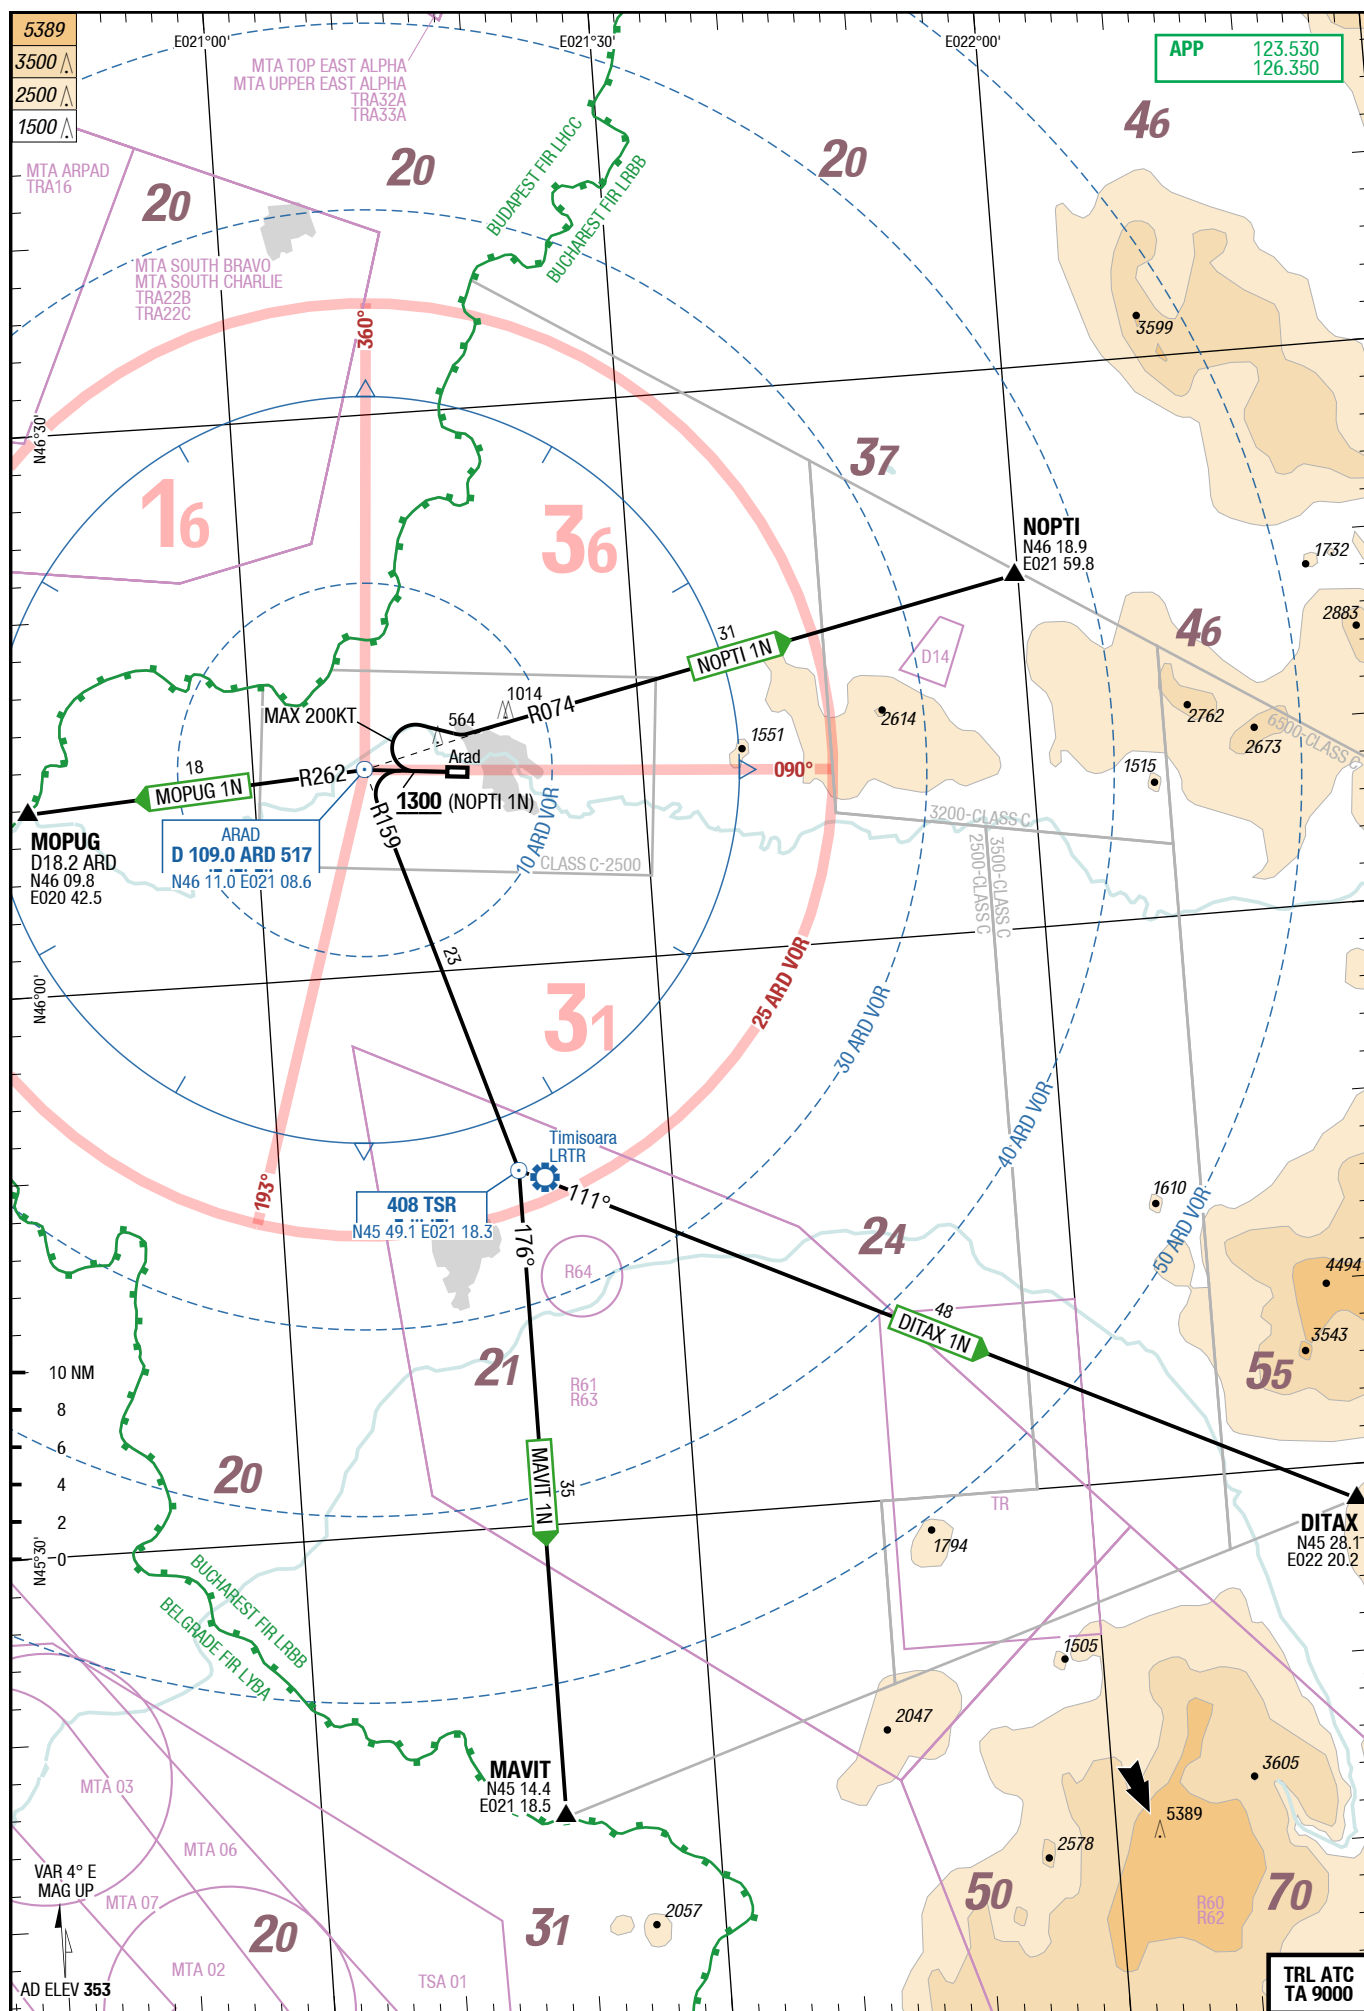 5389
3500
2500
1500
E021°00'
E021°30'
E022°00'
APP 123.530
126.350
MTA TOP EAST ALPHA
MTA UPPER EAST ALPHA
TRA32A
TRA33A
MTA ARPAD
TRA16
20
20
20
46
BUDAPEST FIR LHCC
BUCHAREST FIR LRBB
MTA SOUTH BRAVO
MTA SOUTH CHARLIE
TRA22B
TRA22C
360°
3599
N46°30'
16
36
37
NOPTI
N46 18.9
E021 59.8
1732
2883
46
31
NOPTI 1N
D14
R074
1014
564
MAX 200KT
Arad
1551
2614
2762
2673
6500-CLASS C
1515
090°
18
MOPUG 1N
R262
1300 (NOPTI 1N)
R159
MOPUG
D18.2 ARD
N46 09.8
E020 42.5
ARAD
D 109.0 ARD 517
N46 11.0 E021 08.6
10 ARD VOR
CLASS C-2500
3200-CLASS C
3500-CLASS C
2500-CLASS C
23
N46°00'
31
25 ARD VOR
30 ARD VOR
40 ARD VOR
50 ARD VOR
193°
Timisoara
LRTR
408 TSR
N45 49.1 E021 18.3
111°
176°
R64
24
1610
4494
3543
55
48
DITAX 1N
21
R61
R63
10 NM
8
6
4
2
0
20
MAVIT 1N
35
TR
1794
DITAX
N45 28.1
E022 20.2
N45°30'
BUCHAREST FIR LRBB
BELGRADE FIR LYBA
1505
2047
3605
MAVIT
N45 14.4
E021 18.5
MTA 03
5389
2578
MTA 06
VAR 4° E
MAG UP
MTA 07
50
70
R60
R62
2057
20
31
MTA 02
TSA 01
AD ELEV 353
TRL ATC
TA 9000